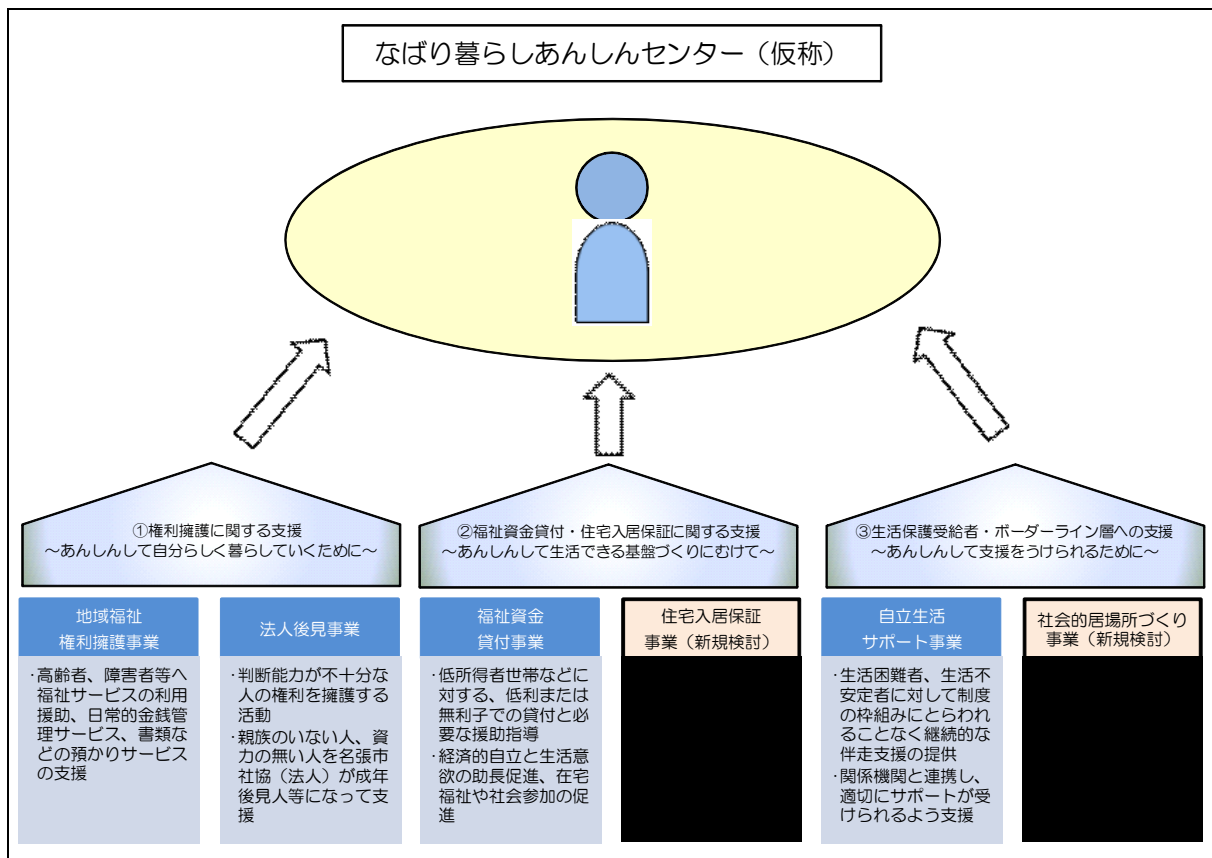 なばり暮らしあんしんセンター（仮称）
①権利擁護に関する支援
～あんしんして自分らしく暮らしていくために～
②福祉資金貸付・住宅入居保証に関する支援
～あんしんして生活できる基盤づくりにむけて～
③生活保護受給者・ボーダーライン層への支援
～あんしんして支援をうけられるために～
地域福祉
権利擁護事業
・高齢者、障害者等へ
福祉サービスの利用
援助、日常的金銭管
理サービス、書類な
どの預かりサービス
の支援
法人後見事業
・判断能力が不十分な
人の権利を擁護する
活動
・親族のいない人、資
力の無い人を名張市
社協（法人）が成年
後見人等になって支
援
福祉資金
貸付事業
・低所得者世帯などに
対する、低利または
無利子での貸付と必
要な援助指導
・経済的自立と生活意
欲の助長促進、在宅
福祉や社会参加の促
進
住宅入居保証
事業（新規検討）
自立生活
サポート事業
・生活困難者、生活不
安定者に対して制度
の枠組みにとらわれ
ることなく継続的な
伴走支援の提供
・関係機関と連携し、
適切にサポートが受
けられるよう支援
社会的居場所づくり
事業（新規検討）